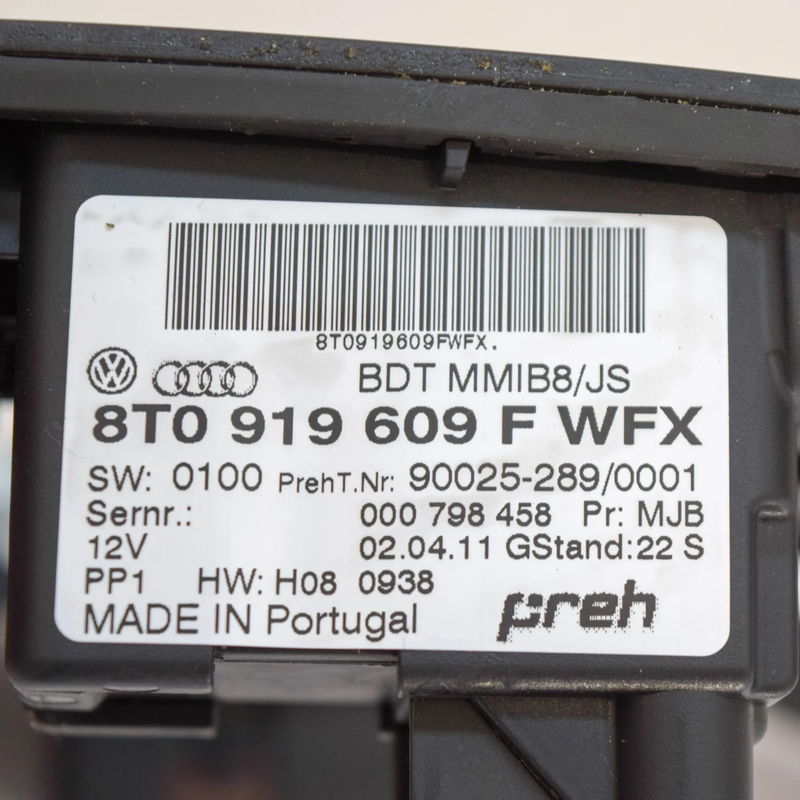 8T0919609FWFX.
BDT MMIB8/JS
8T0 919 609 F WFX
SW: 0100 PrehT.Nr: 90025-289/0001
Sernr.: 000 798 458 Pr: MJB
12V 02.04.11 GStand:22 S
PP1 HW: H08 0938
MADE IN Portugal preh